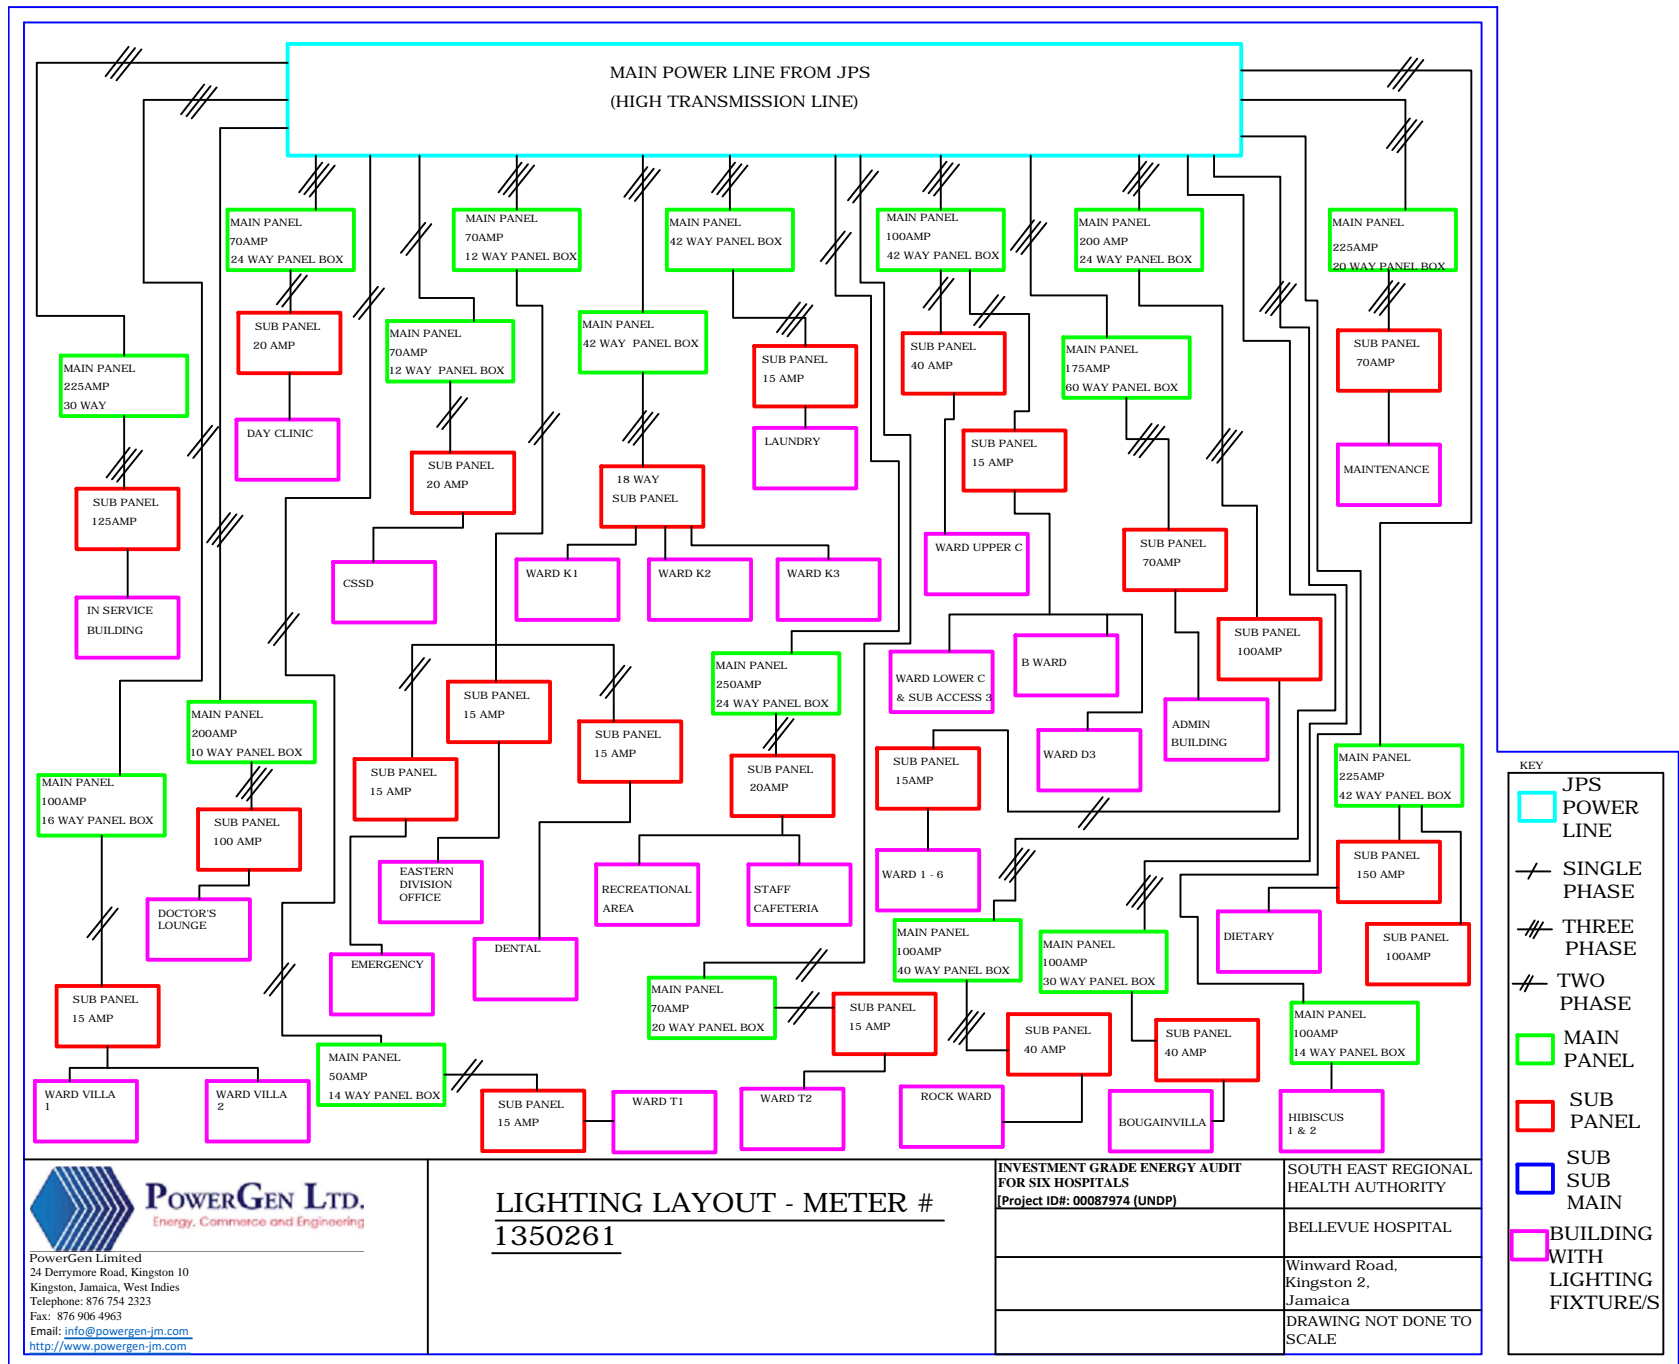 MAIN POWER LINE FROM JPS
(HIGH TRANSMISSION LINE)
MAIN PANEL
70AMP
24 WAY PANEL BOX
MAIN PANEL
70AMP
12 WAY PANEL BOX
MAIN PANEL
42 WAY PANEL BOX
MAIN PANEL
100AMP
42 WAY PANEL BOX
MAIN PANEL
200 AMP
24 WAY PANEL BOX
MAIN PANEL
225AMP
20 WAY PANEL BOX
SUB PANEL
20 AMP
MAIN PANEL
70AMP
12 WAY PANEL BOX
MAIN PANEL
42 WAY PANEL BOX
SUB PANEL
15 AMP
SUB PANEL
40 AMP
MAIN PANEL
175AMP
60 WAY PANEL BOX
SUB PANEL
70AMP
MAIN PANEL
225AMP
30 WAY
DAY CLINIC
SUB PANEL
20 AMP
18 WAY
SUB PANEL
LAUNDRY
SUB PANEL
15 AMP
MAINTENANCE
SUB PANEL
125AMP
CSSD
WARD K1
WARD K2
WARD K3
WARD UPPER C
SUB PANEL
70AMP
IN SERVICE
BUILDING
SUB PANEL
100AMP
MAIN PANEL
250AMP
24 WAY PANEL BOX
WARD LOWER C
& SUB ACCESS 3
B WARD
MAIN PANEL
200AMP
10 WAY PANEL BOX
SUB PANEL
15 AMP
SUB PANEL
15 AMP
WARD D3
ADMIN
BUILDING
MAIN PANEL
100AMP
16 WAY PANEL BOX
SUB PANEL
15 AMP
SUB PANEL
20AMP
SUB PANEL
15AMP
MAIN PANEL
225AMP
42 WAY PANEL BOX
SUB PANEL
100 AMP
SUB PANEL
150 AMP
DOCTOR'S
LOUNGE
EASTERN
DIVISION
OFFICE
RECREATIONAL
AREA
STAFF
CAFETERIA
WARD 1 - 6
EMERGENCY
DENTAL
MAIN PANEL
100AMP
40 WAY PANEL BOX
MAIN PANEL
100AMP
30 WAY PANEL BOX
DIETARY
SUB PANEL
100AMP
SUB PANEL
15 AMP
MAIN PANEL
70AMP
20 WAY PANEL BOX
SUB PANEL
15 AMP
SUB PANEL
40 AMP
SUB PANEL
40 AMP
MAIN PANEL
100AMP
14 WAY PANEL BOX
MAIN PANEL
50AMP
14 WAY PANEL BOX
WARD VILLA
1
WARD VILLA
2
SUB PANEL
15 AMP
WARD T1
WARD T2
ROCK WARD
BOUGAINVILLA
HIBISCUS
1 & 2
KEY
JPS
POWER
LINE
SINGLE
PHASE
THREE
PHASE
TWO
PHASE
MAIN
PANEL
SUB
PANEL
SUB
SUB
MAIN
BUILDING
WITH
LIGHTING
FIXTURE/S
POWERGEN LTD.
Energy, Commerce and Engineering
PowerGen Limited
24 Derrymore Road, Kingston 10
Kingston, Jamaica, West Indies
Telephone: 876 754 2323
Fax: 876 906 4963
Email: info@powergen-jm.com
http://www.powergen-jm.com
LIGHTING LAYOUT - METER #
1350261
INVESTMENT GRADE ENERGY AUDIT
FOR SIX HOSPITALS
[Project ID#: 00087974 (UNDP)
SOUTH EAST REGIONAL
HEALTH AUTHORITY
BELLEVUE HOSPITAL
Winward Road,
Kingston 2,
Jamaica
DRAWING NOT DONE TO
SCALE